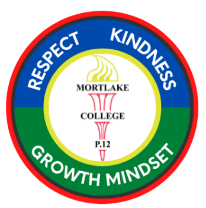 RESPECT KINDNESS
MORTLAKE
COLLEGE
P.12
GROWTH MINDSET